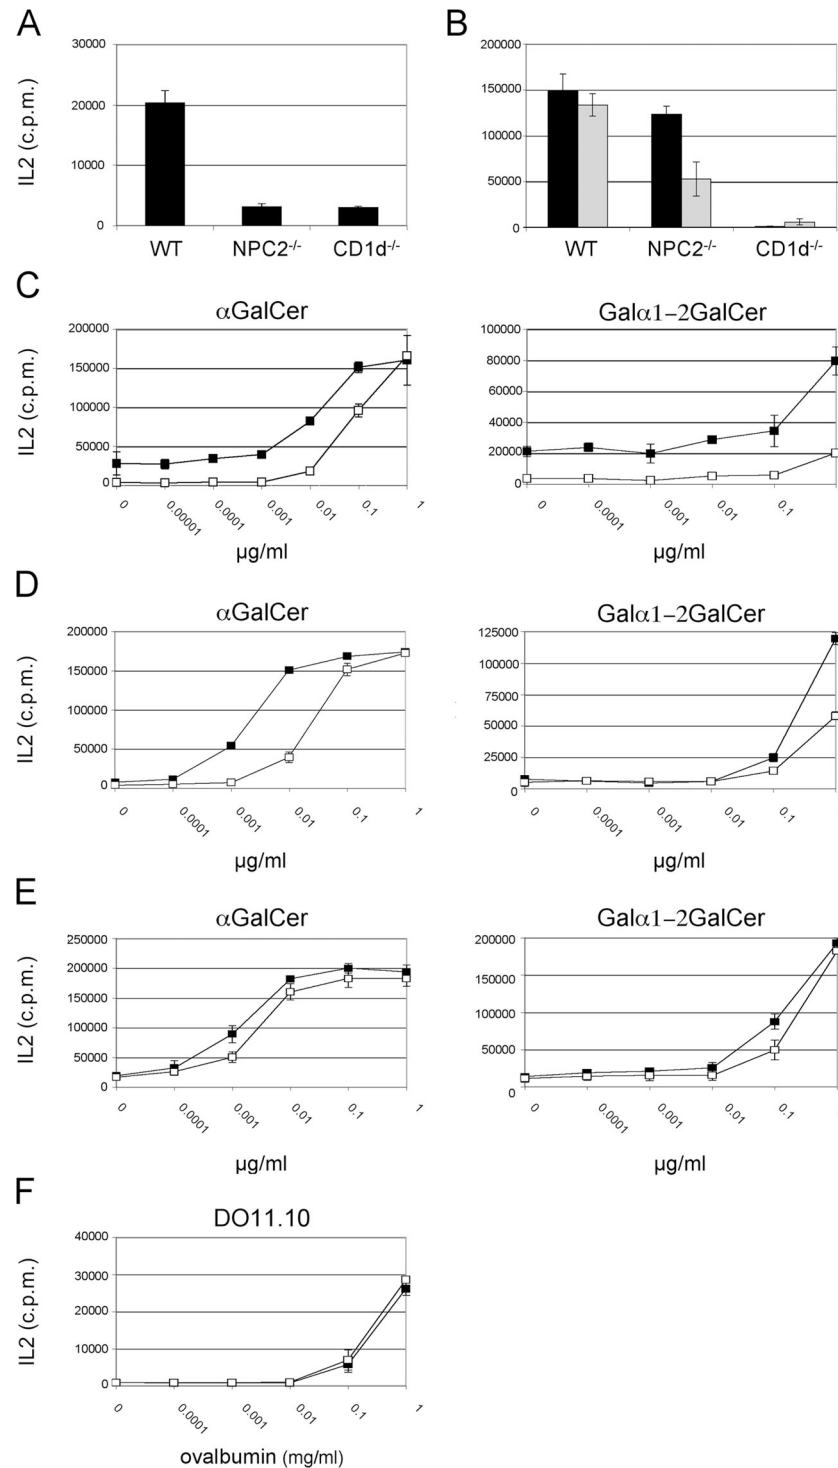 A
IL2 (c.p.m.)
30000
20000
10000
0
WT NPC2-/- CD1d-/-
B
200000
150000
100000
50000
0
WT NPC2-/- CD1d-/-
C
αGalCer
IL2 (c.p.m.)
200000
150000
100000
50000
0
0 0.00001 0.0001 0.001 0.01 0.1 1
µg/ml
Galα1–2GalCer
100000
80000
60000
40000
20000
0
0 0.0001 0.001 0.01 0.1
µg/ml
D
αGalCer
IL2 (c.p.m.)
200000
150000
100000
50000
0
0 0.0001 0.001 0.01 0.1 1
µg/ml
Galα1–2GalCer
125000
100000
75000
50000
25000
0
0 0.0001 0.001 0.01 0.1
µg/ml
E
αGalCer
IL2 (c.p.m.)
250000
200000
150000
100000
50000
0
0 0.0001 0.001 0.01 0.1 1
µg/ml
Galα1–2GalCer
200000
150000
100000
50000
0
0 0.0001 0.001 0.01 0.1
µg/ml
F
DO11.10
IL2 (c.p.m.)
40000
30000
20000
10000
0
0 0.0001 0.001 0.01 0.1 1
ovalbumin (mg/ml)